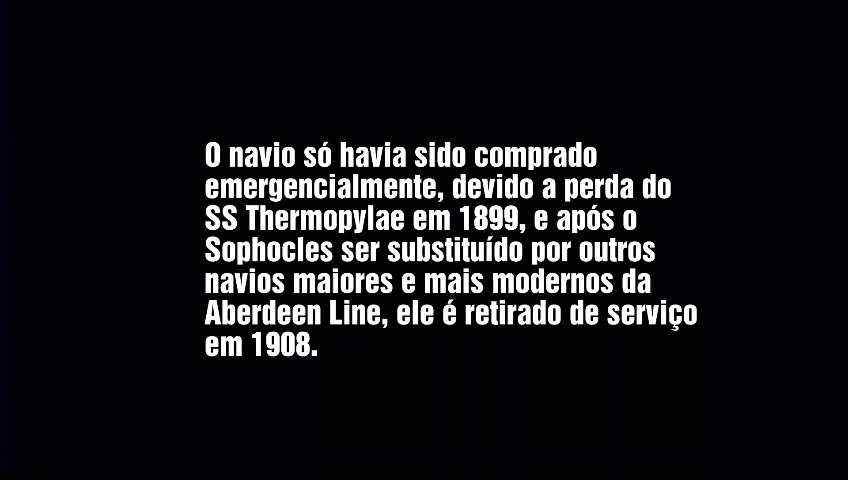 O navio só havia sido comprado
emergencialmente, devido a perda do
SS Thermopylae em 1899, e após o
Sophocles ser substituído por outros
navios maiores e mais modernos da
Aberdeen Line, ele é retirado de serviço
em 1908.